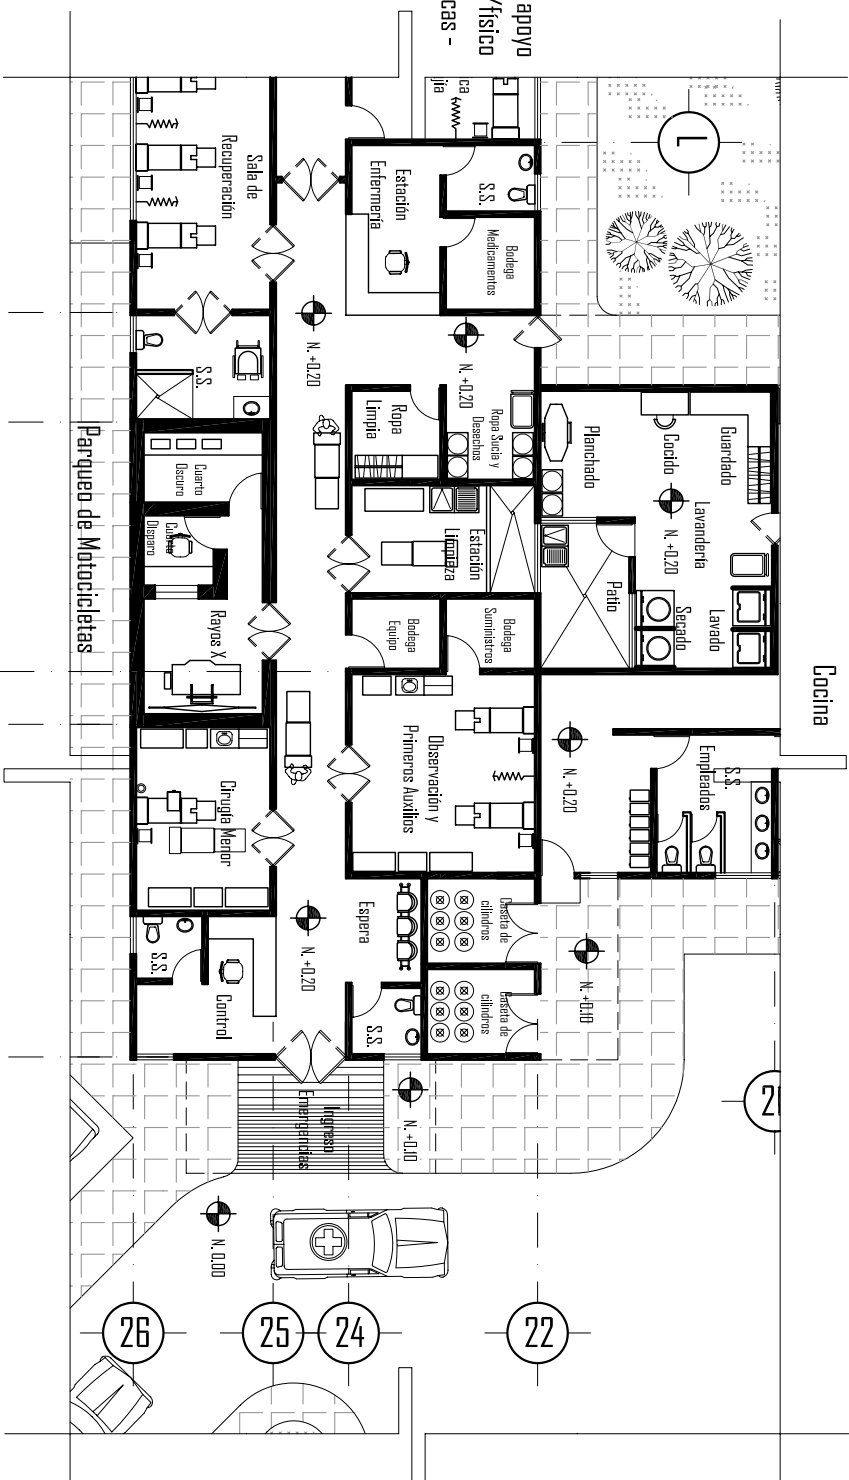 apoyo
/físico
cas -
ca
jía
L
Sala de
Recuperación
Estación
Enfermería
S.S.
Bodega
Medicamentos
N. +0.20
N. +0.20
S.S.
Ropa
Limpia
Ropa Sucia y
Desechos
Planchado
Cocido
Guardado
Lavandería
N. +0.20
Parqueo de Motocicletas
Cuarto
Oscuro
Cuarto
Disparo
Estación
Limpieza
Patio
Secado
Lavado
Rayos X
Bodega
Equipo
Bodega
Suministros
Cocina
Observación y
Primeros Auxilios
N. +0.20
S.S.
Empleados
Cirugía Menor
Espera
Caseta de
cilindros
N. +0.20
N. +0.10
S.S.
Control
S.S.
Caseta de
cilindros
Ingreso
Emergencias
N. +0.10
N. 0.00
26
25
24
22